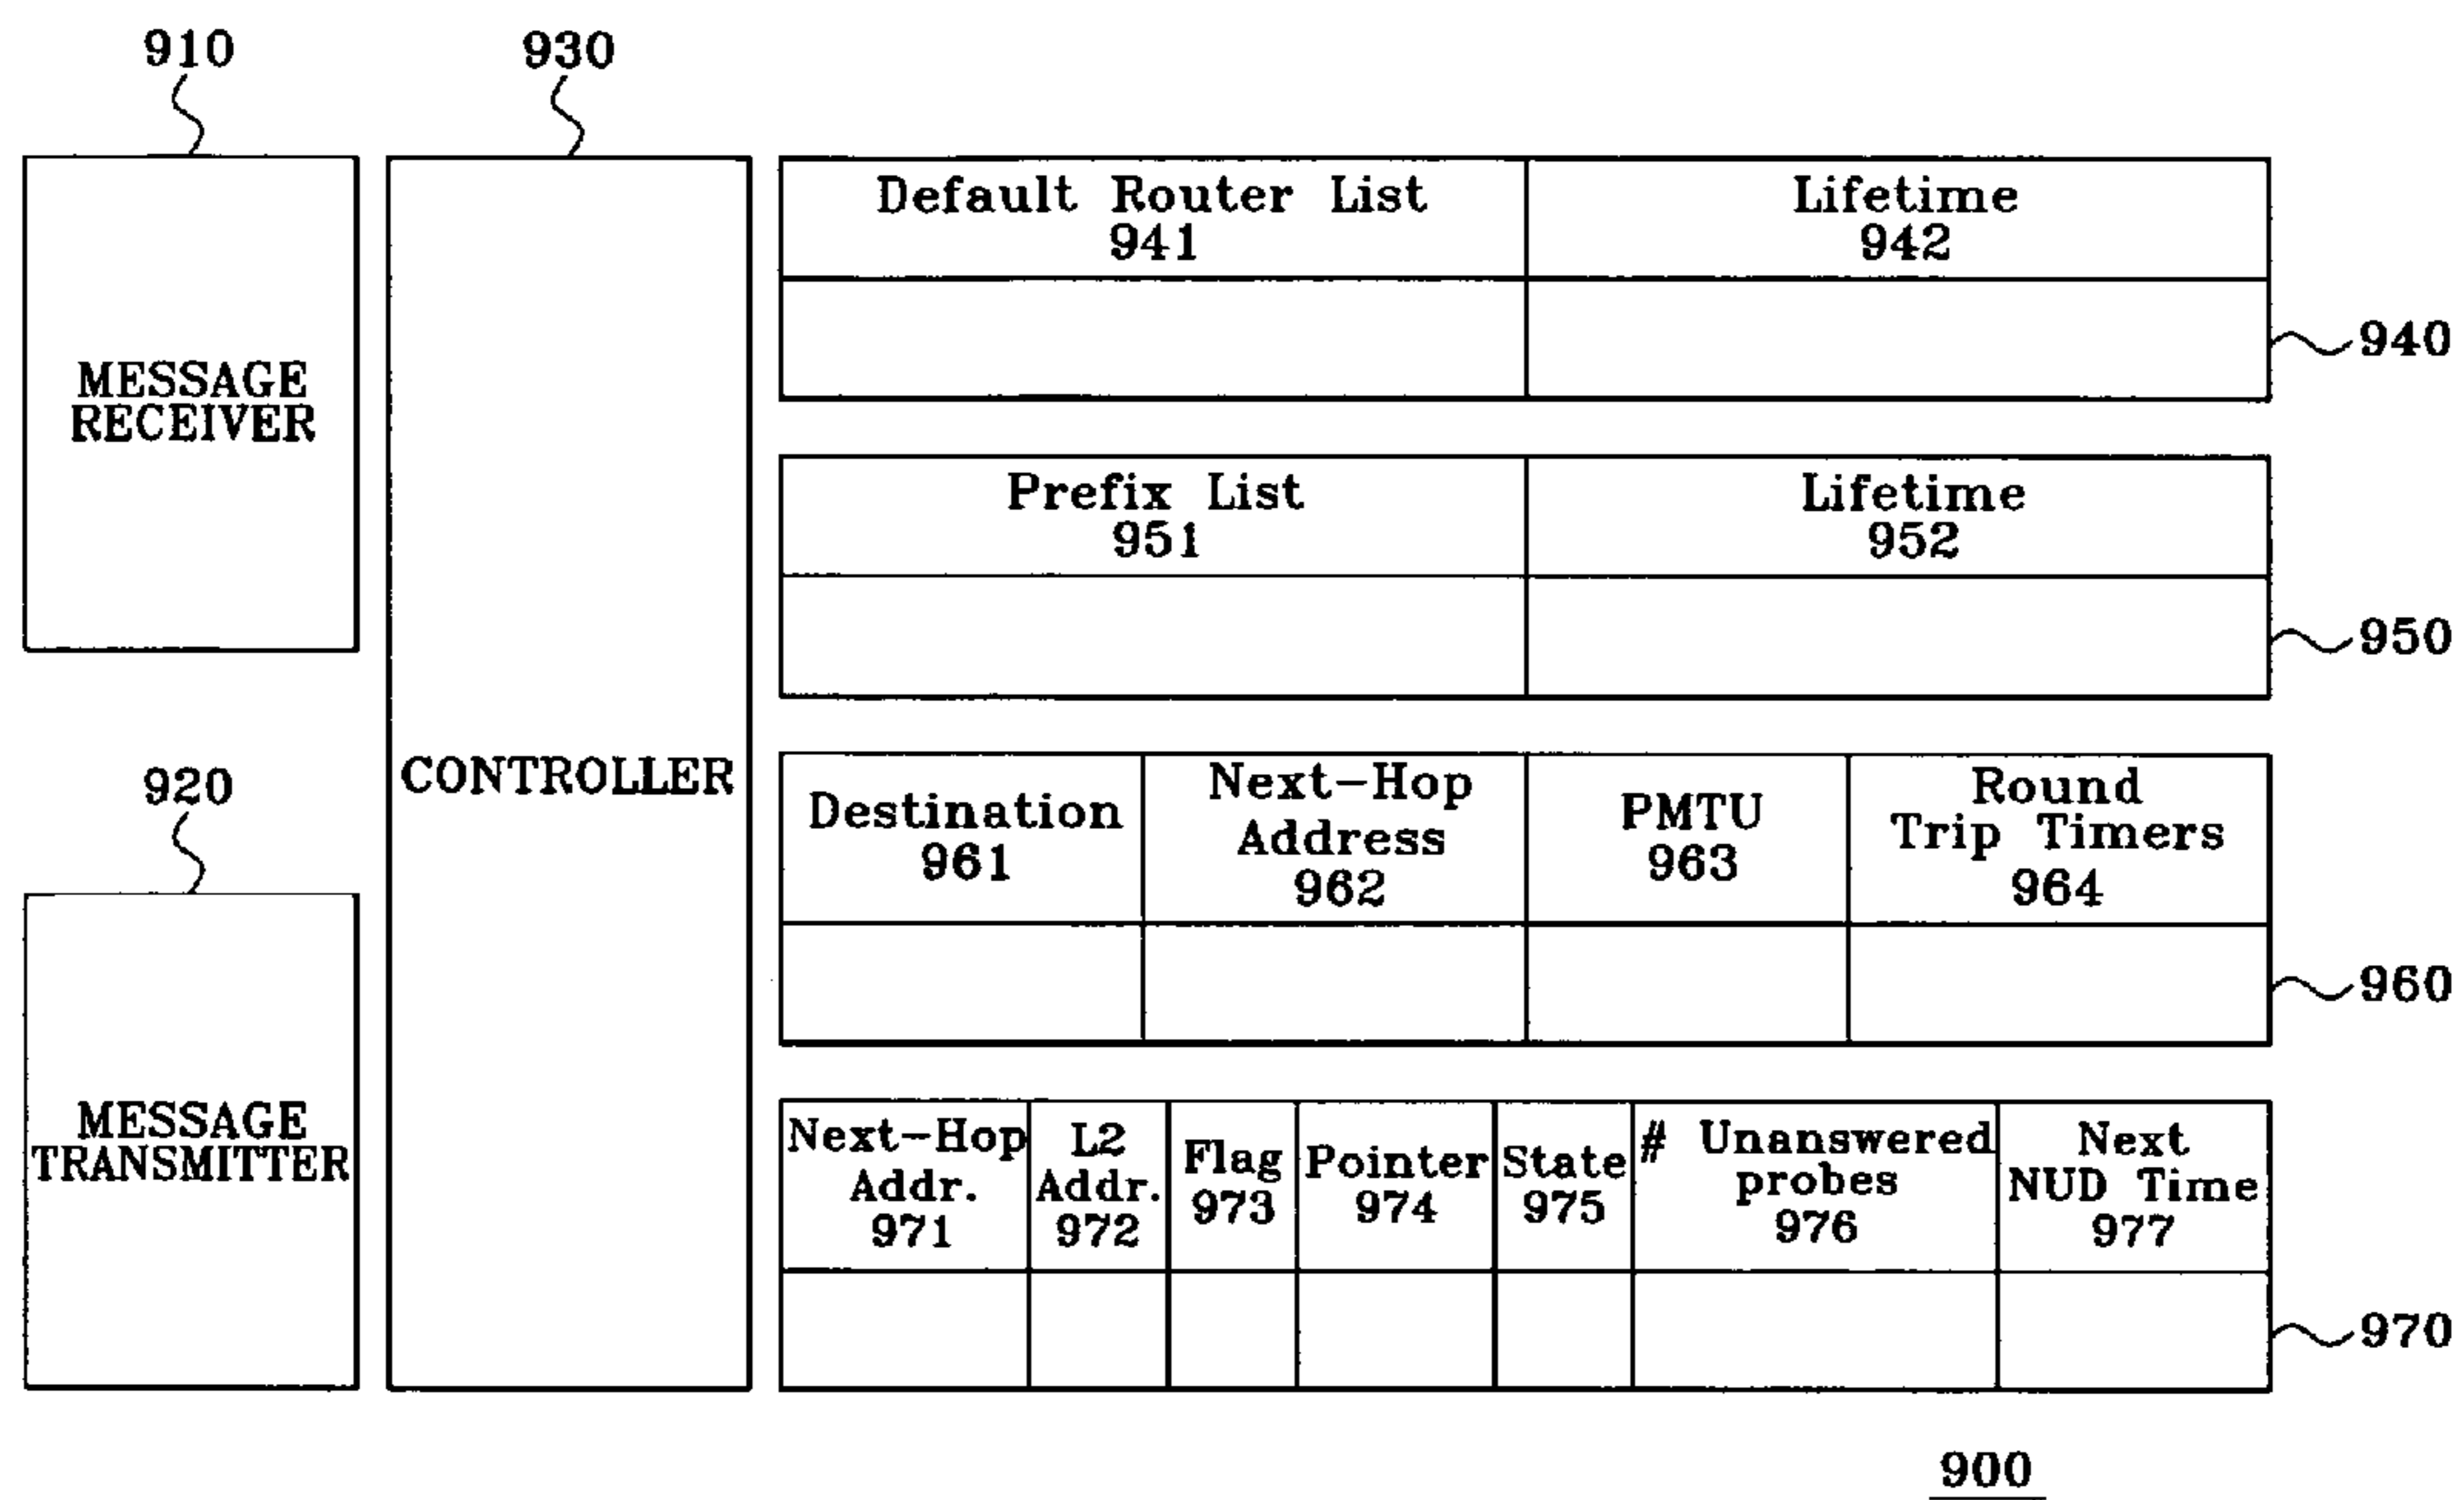 910
930
MESSAGE
RECEIVER
920
MESSAGE
TRANSMITTER
CONTROLLER
Default Router List
941
Lifetime
942
940
Prefix List
951
Lifetime
952
950
Destination
961
Next-Hop
Address
962
PMTU
963
Round
Trip Timers
964
960
Next-Hop
Addr.
971
L2
Addr.
972
Flag
973
Pointer
974
State
975
# Unanswered
probes
976
Next
NUD Time
977
970
900